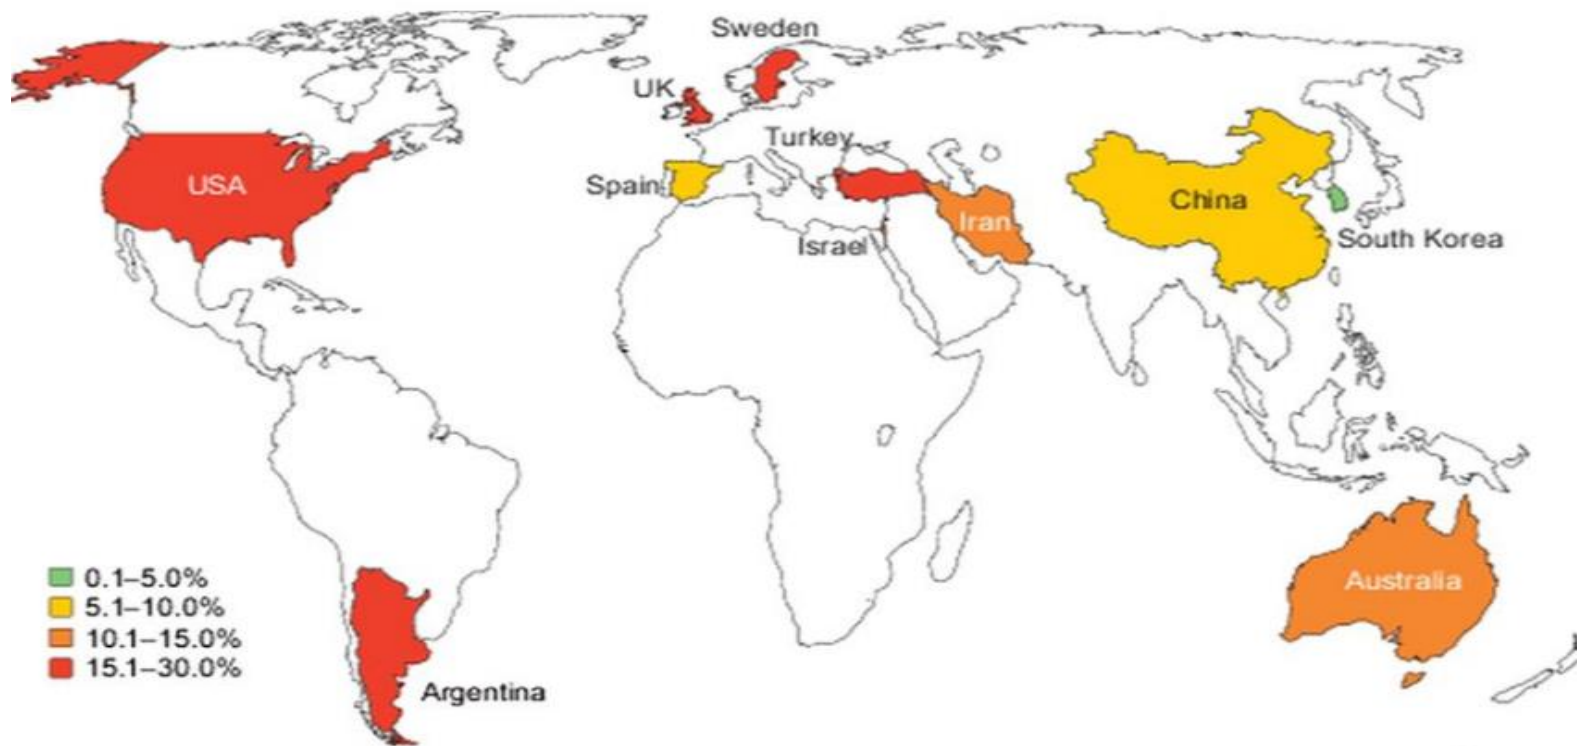 Sweden
UK
Turkey
USA
Spain
Iran
China
Israel
South Korea
0.1–5.0%
5.1–10.0%
10.1–15.0%
15.1–30.0%
Australia
Argentina